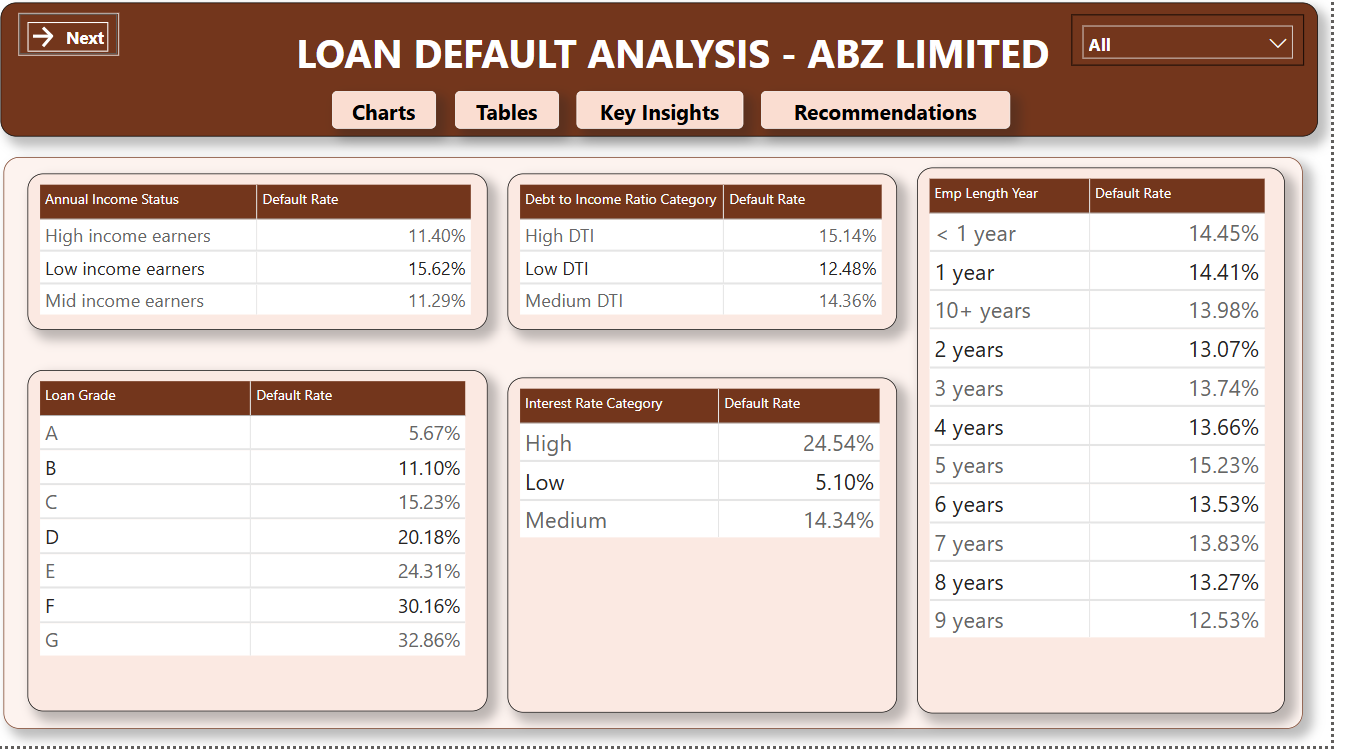 Next
LOAN DEFAULT ANALYSIS - ABZ LIMITED
All
Charts Tables Key Insights Recommendations
Annual Income Status Default Rate
High income earners 11.40%
Low income earners 15.62%
Mid income earners 11.29%
Debt to Income Ratio Category Default Rate
High DTI 15.14%
Low DTI 12.48%
Medium DTI 14.36%
Emp Length Year Default Rate
< 1 year 14.45%
1 year 14.41%
10+ years 13.98%
2 years 13.07%
3 years 13.74%
4 years 13.66%
5 years 15.23%
6 years 13.53%
7 years 13.83%
8 years 13.27%
9 years 12.53%
Loan Grade Default Rate
A 5.67%
B 11.10%
C 15.23%
D 20.18%
E 24.31%
F 30.16%
G 32.86%
Interest Rate Category Default Rate
High 24.54%
Low 5.10%
Medium 14.34%